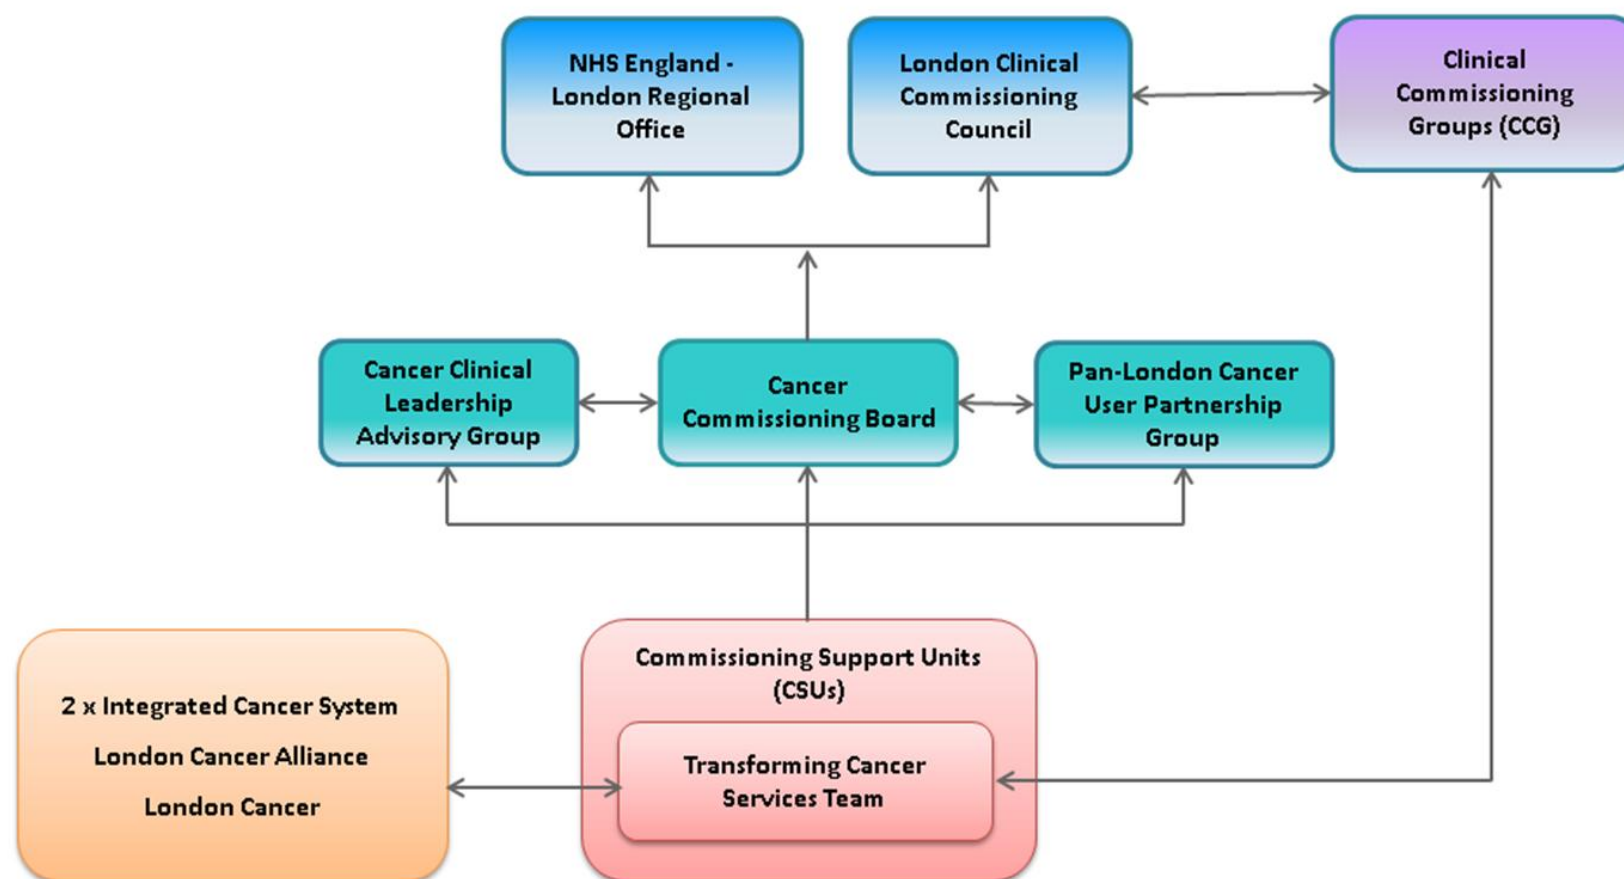 NHS England -
London Regional
Office
London Clinical
Commissioning
Council
Clinical
Commissioning
Groups (CCG)
Cancer Clinical
Leadership
Advisory Group
Cancer
Commissioning Board
Pan-London Cancer
User Partnership
Group
2 x Integrated Cancer System
London Cancer Alliance
London Cancer
Commissioning Support Units
(CSUs)
Transforming Cancer
Services Team